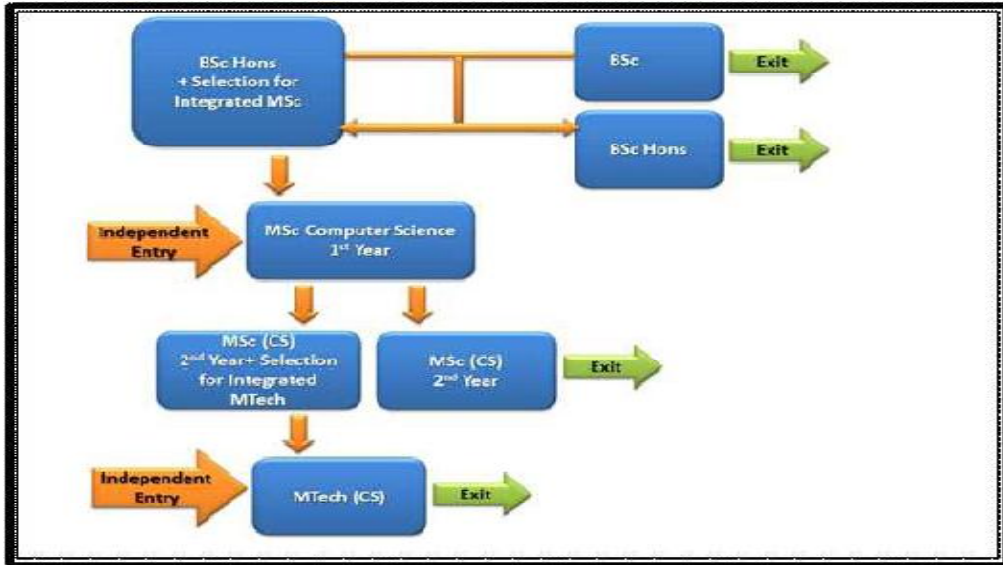 BSc Hons
+ Selection for
Integrated MSc
BSc
Exit
BSc Hons
Exit
Independent
Entry
MSc Computer Science
1st Year
MSc (CS)
2nd Year+ Selection
for Integrated
MTech
MSc (CS)
2nd Year
Exit
Independent
Entry
MTech (CS)
Exit